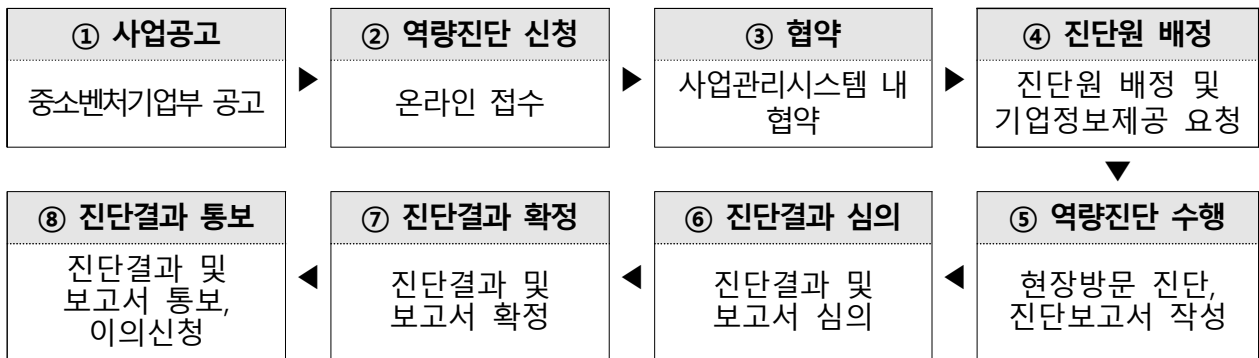 ① 사업공고
중소벤처기업부 공고
▶
② 역량진단 신청
온라인 접수
▶
③ 협약
사업관리시스템 내
협약
▶
④ 진단원 배정
진단원 배정 및
기업정보제공 요청
▼
⑤ 역량진단 수행
현장방문 진단,
진단보고서 작성
◀
⑥ 진단결과 심의
진단결과 및
보고서 심의
◀
⑦ 진단결과 확정
진단결과 및
보고서 확정
◀
⑧ 진단결과 통보
진단결과 및
보고서 통보,
이의신청